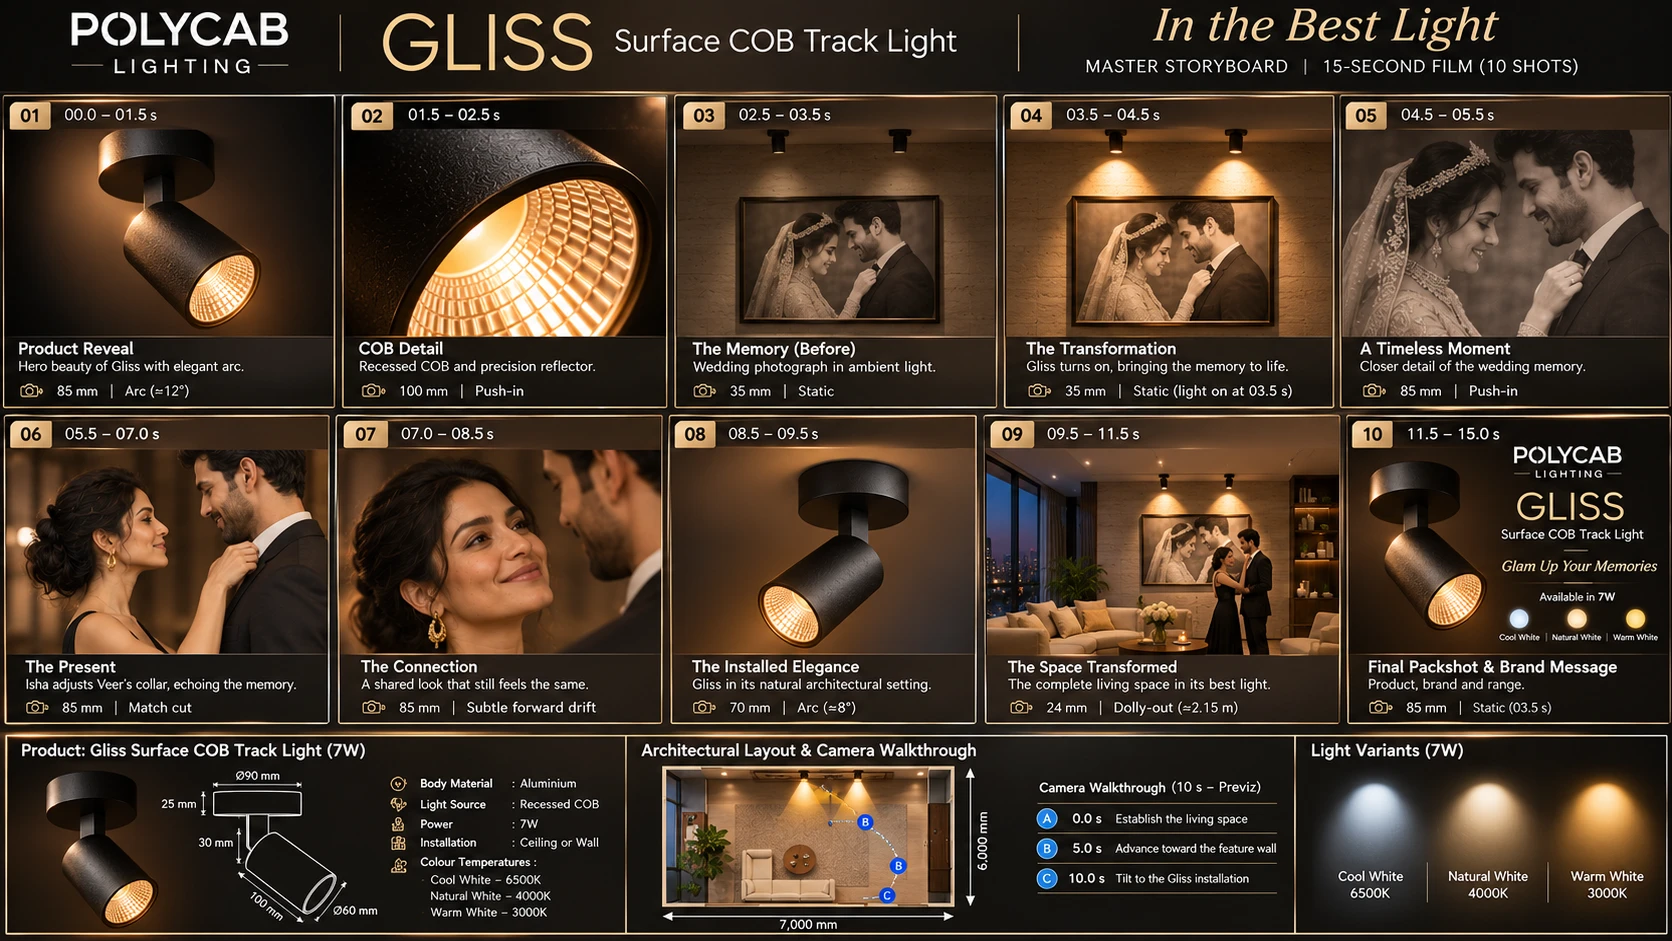 POLYCAB
LIGHTING
GLISS Surface COB Track Light
In the Best Light
MASTER STORYBOARD | 15-SECOND FILM (10 SHOTS)
01 00.0 – 01.5 s
Product Reveal
Hero beauty of Gliss with elegant arc.
85 mm | Arc (≈12°)
02 01.5 – 02.5 s
COB Detail
Recessed COB and precision reflector.
100 mm | Push-in
03 02.5 – 03.5 s
The Memory (Before)
Wedding photograph in ambient light.
35 mm | Static
04 03.5 – 04.5 s
The Transformation
Gliss turns on, bringing the memory to life.
35 mm | Static (light on at 03.5 s)
05 04.5 – 05.5 s
A Timeless Moment
Closer detail of the wedding memory.
85 mm | Push-in
06 05.5 – 07.0 s
The Present
Isha adjusts Veer's collar, echoing the memory.
85 mm | Match cut
07 07.0 – 08.5 s
The Connection
A shared look that still feels the same.
85 mm | Subtle forward drift
08 08.5 – 09.5 s
The Installed Elegance
Gliss in its natural architectural setting.
70 mm | Arc (≈8°)
09 09.5 – 11.5 s
The Space Transformed
The complete living space in its best light.
24 mm | Dolly-out (≈2.15 m)
10 11.5 – 15.0 s
POLYCAB
LIGHTING
GLISS
Surface COB Track Light
Glam Up Your Memories
Available in 7W
Cool White | Natural White | Warm White
Final Packshot & Brand Message
Product, brand and range.
85 mm | Static (03.5 s)
Product: Gliss Surface COB Track Light (7W)
Ø90 mm
25 mm
30 mm
100 mm
Ø60 mm
Body Material : Aluminium
Light Source : Recessed COB
Power : 7W
Installation : Ceiling or Wall
Colour Temperatures :
Cool White – 6500K
Natural White – 4000K
Warm White – 3000K
Architectural Layout & Camera Walkthrough
B
B
C
6,000 mm
7,000 mm
Camera Walkthrough (10 s – Previz)
A 0.0 s Establish the living space
B 5.0 s Advance toward the feature wall
C 10.0 s Tilt to the Gliss installation
Light Variants (7W)
Cool White
6500K
Natural White
4000K
Warm White
3000K